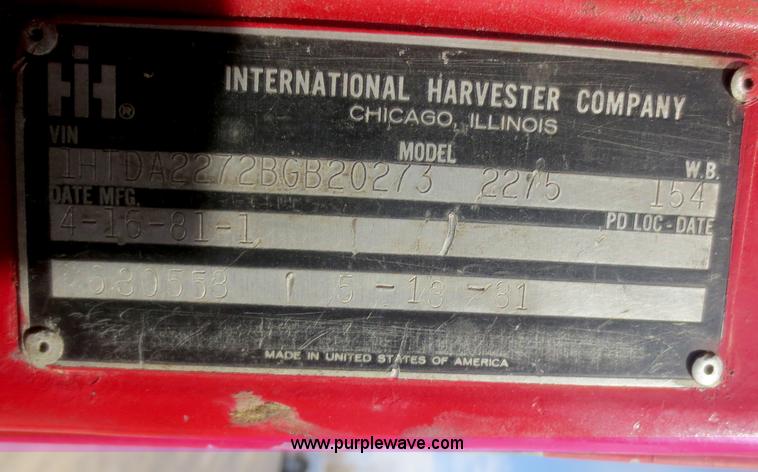 IH®
INTERNATIONAL HARVESTER COMPANY
CHICAGO, ILLINOIS
VIN MODEL W.B.
1HTDA2272BGB20273 2275 154
DATE MFG. PD LOC - DATE
4-16-81-1
5-13-81
MADE IN UNITED STATES OF AMERICA
www.purplewave.com